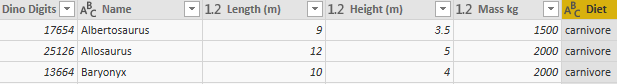 Dino Digits ABC Name 1.2 Length (m) 1.2 Height (m) 1.2 Mass kg ABC Diet
17654 Albertosaurus 9 3.5 1500 carnivore
25126 Allosaurus 12 5 2000 carnivore
13664 Baryonyx 10 4 2000 carnivore